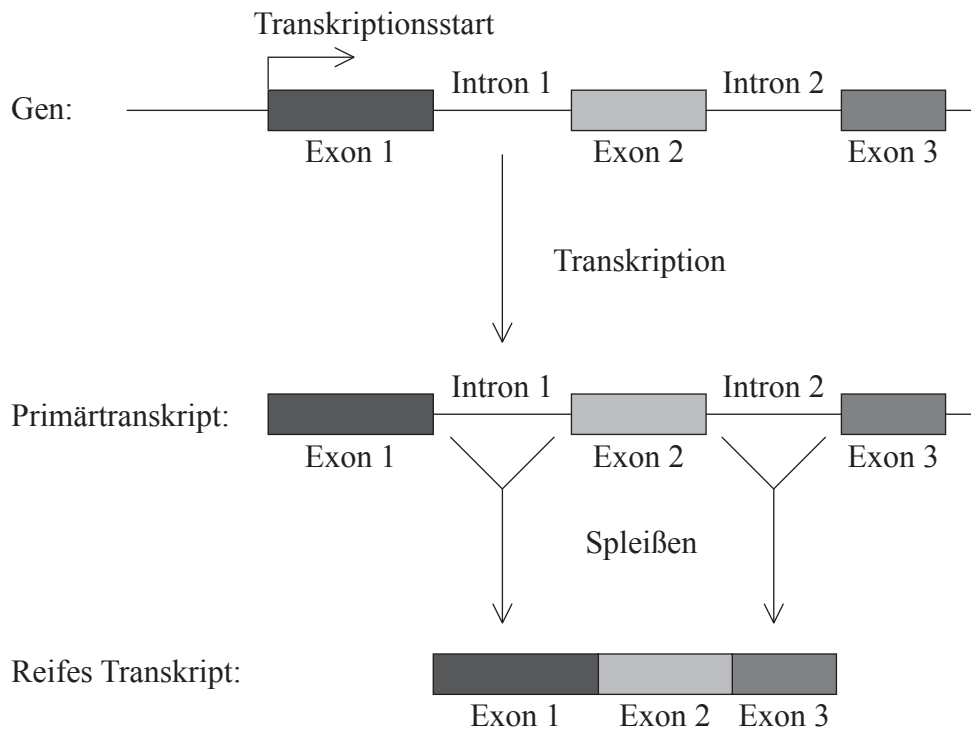 Transkriptionsstart
Gen:
Intron 1
Intron 2
Exon 1
Exon 2
Exon 3
Transkription
Primärtranskript:
Intron 1
Intron 2
Exon 1
Exon 2
Exon 3
Spleißen
Reifes Transkript:
Exon 1
Exon 2
Exon 3